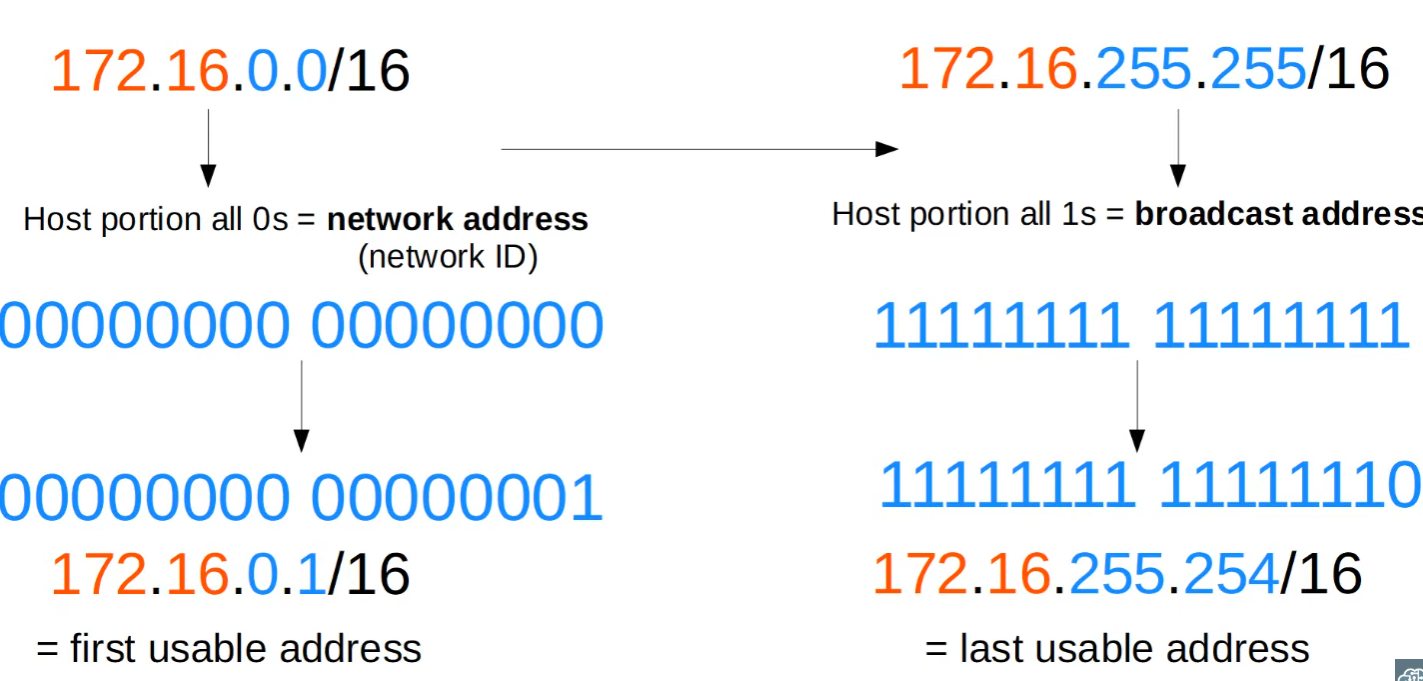 172.16.0.0/16
Host portion all 0s = network address
(network ID)
00000000 00000000
00000000 00000001
172.16.0.1/16
= first usable address
172.16.255.255/16
Host portion all 1s = broadcast address
11111111 11111111
11111111 11111110
172.16.255.254/16
= last usable address